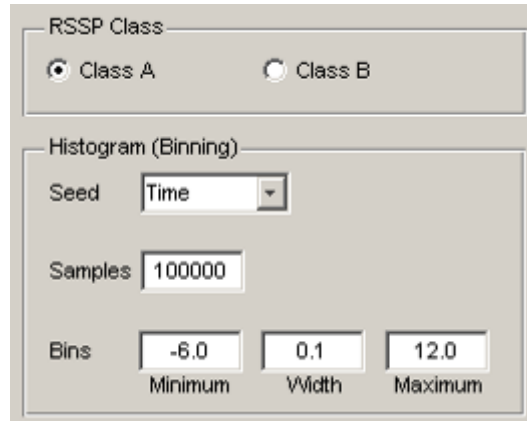 RSSP Class
Class A Class B
Histogram (Binning)
Seed Time
Samples 100000
Bins -6.0 0.1 12.0
Minimum Width Maximum